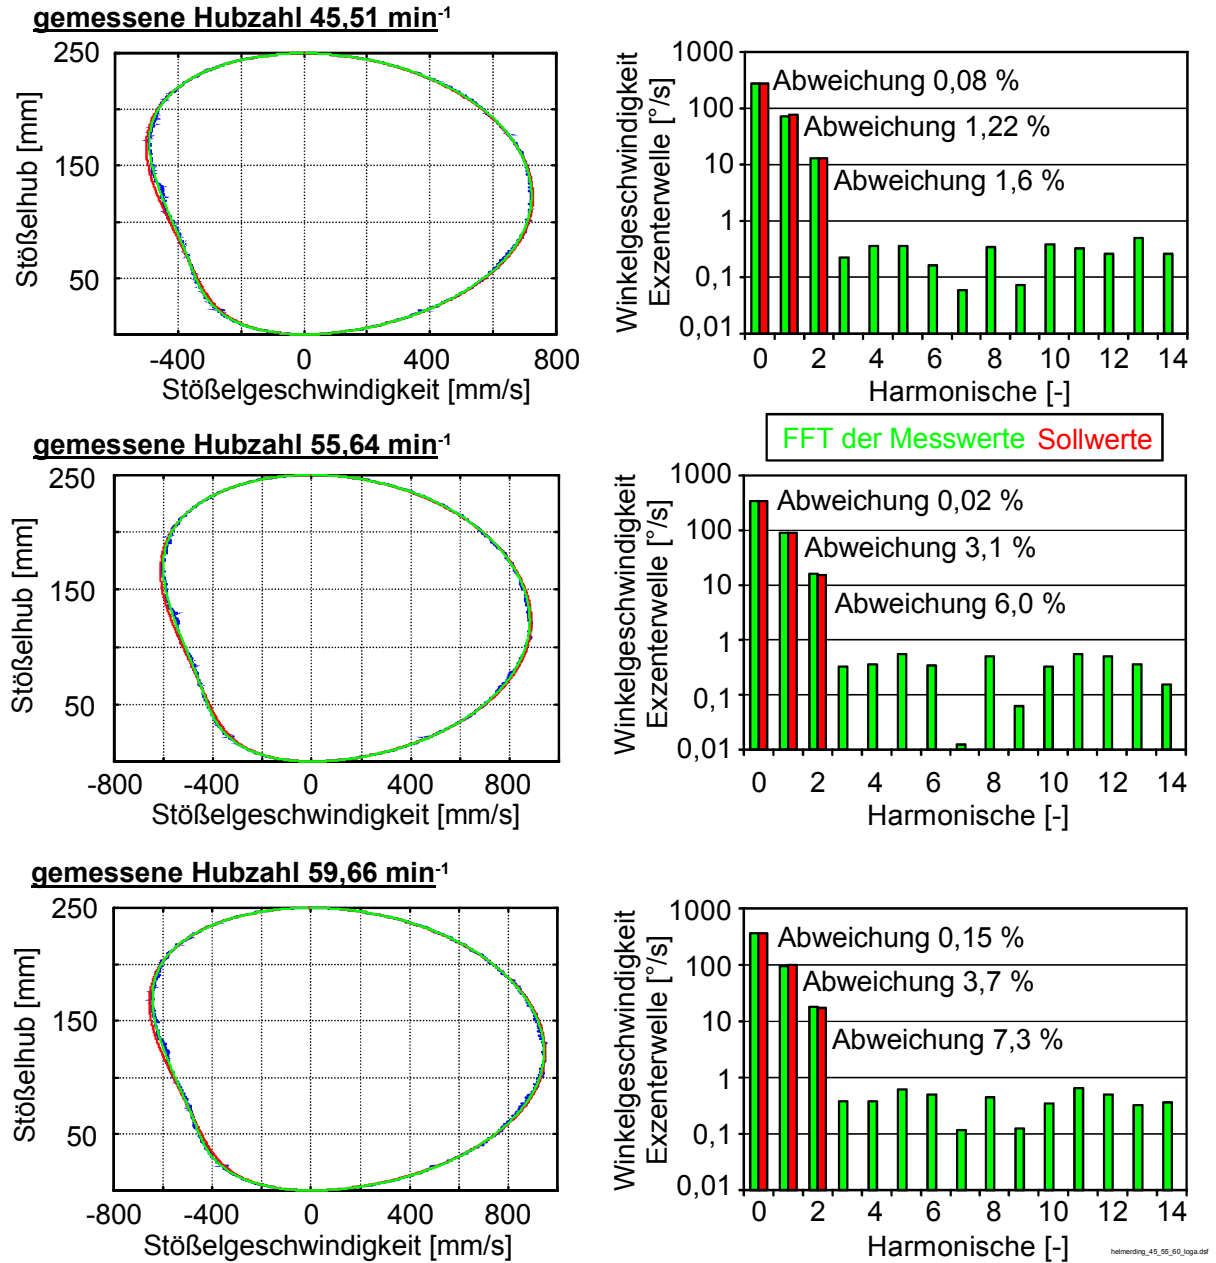 gemessene Hubzahl 45,51 min-1
250
150
50
Stößelhub [mm]
-400 0 400 800
Stößelgeschwindigkeit [mm/s]
Winkelgeschwindigkeit
Exzenterwelle [°/s]
1000
100
10
1
0,1
0,01
Abweichung 0,08 %
Abweichung 1,22 %
Abweichung 1,6 %
0 2 4 6 8 10 12 14
Harmonische [-]
FFT der Messwerte Sollwerte
gemessene Hubzahl 55,64 min-1
250
150
50
Stößelhub [mm]
-800 -400 0 400 800
Stößelgeschwindigkeit [mm/s]
Winkelgeschwindigkeit
Exzenterwelle [°/s]
1000
100
10
1
0,1
0,01
Abweichung 0,02 %
Abweichung 3,1 %
Abweichung 6,0 %
0 2 4 6 8 10 12 14
Harmonische [-]
gemessene Hubzahl 59,66 min-1
250
150
50
Stößelhub [mm]
-800 -400 0 400 800
Stößelgeschwindigkeit [mm/s]
Winkelgeschwindigkeit
Exzenterwelle [°/s]
1000
100
10
1
0,1
0,01
Abweichung 0,15 %
Abweichung 3,7 %
Abweichung 7,3 %
0 2 4 6 8 10 12 14
Harmonische [-]
helmerding_45_55_60_loga.dsf